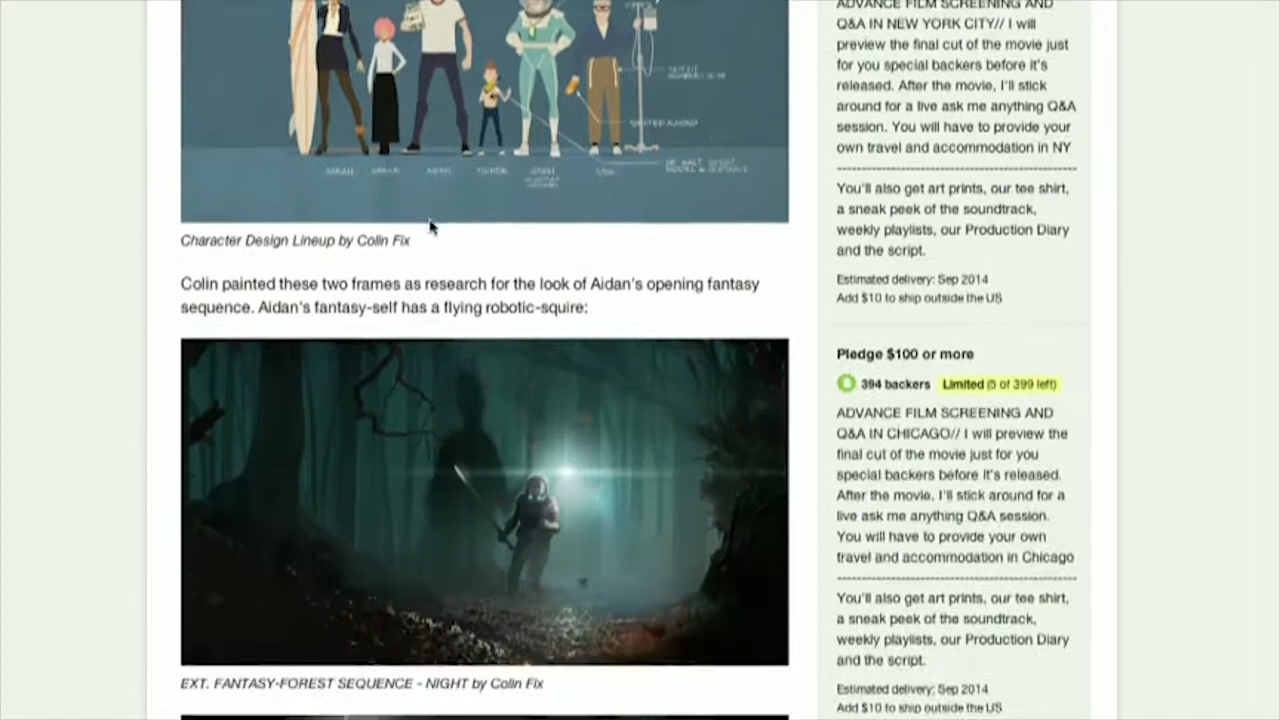 Character Design Lineup by Colin Fix
Colin painted these two frames as research for the look of Aidan's opening fantasy
sequence. Aidan's fantasy-self has a flying robotic-squire:
EXT. FANTASY-FOREST SEQUENCE - NIGHT by Colin Fix
ADVANCE FILM SCREENING AND
Q&A IN NEW YORK CITY// I will
preview the final cut of the movie just
for you special backers before it's
released. After the movie, I'll stick
around for a live ask me anything Q&A
session. You will have to provide your
own travel and accommodation in NY
You'll also get art prints, our tee shirt,
a sneak peek of the soundtrack,
weekly playlists, our Production Diary
and the script.
Estimated delivery: Sep 2014
Add $10 to ship outside the US
Pledge $100 or more
394 backers Limited (5 of 399 left)
ADVANCE FILM SCREENING AND
Q&A IN CHICAGO// I will preview the
final cut of the movie just for you
special backers before it's released.
After the movie, I'll stick around for a
live ask me anything Q&A session.
You will have to provide your own
travel and accommodation in Chicago
You'll also get art prints, our tee shirt,
a sneak peek of the soundtrack,
weekly playlists, our Production Diary
and the script.
Estimated delivery: Sep 2014
Add $10 to ship outside the US